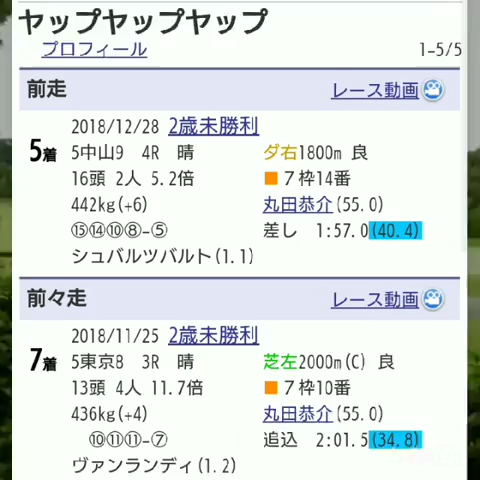 ヤップヤップヤップ
プロフィール 1-5/5
前走 レース動画
2018/12/28 2歳未勝利
5着 5中山9 4R 晴 ダ右1800m 良
16頭 2人 5.2倍 7枠14番
442kg(+6) 丸田恭介(55.0)
⑮⑭⑩⑧-⑤ 差し 1:57.0(40.4)
シュバルツバルト(1.1)
前々走 レース動画
2018/11/25 2歳未勝利
7着 5東京8 3R 晴 芝左2000m(C) 良
13頭 4人 11.7倍 7枠10番
436kg(+4) 丸田恭介(55.0)
⑩⑪⑪-⑦ 追込 2:01.5(34.8)
ヴァンランディ(1.2)